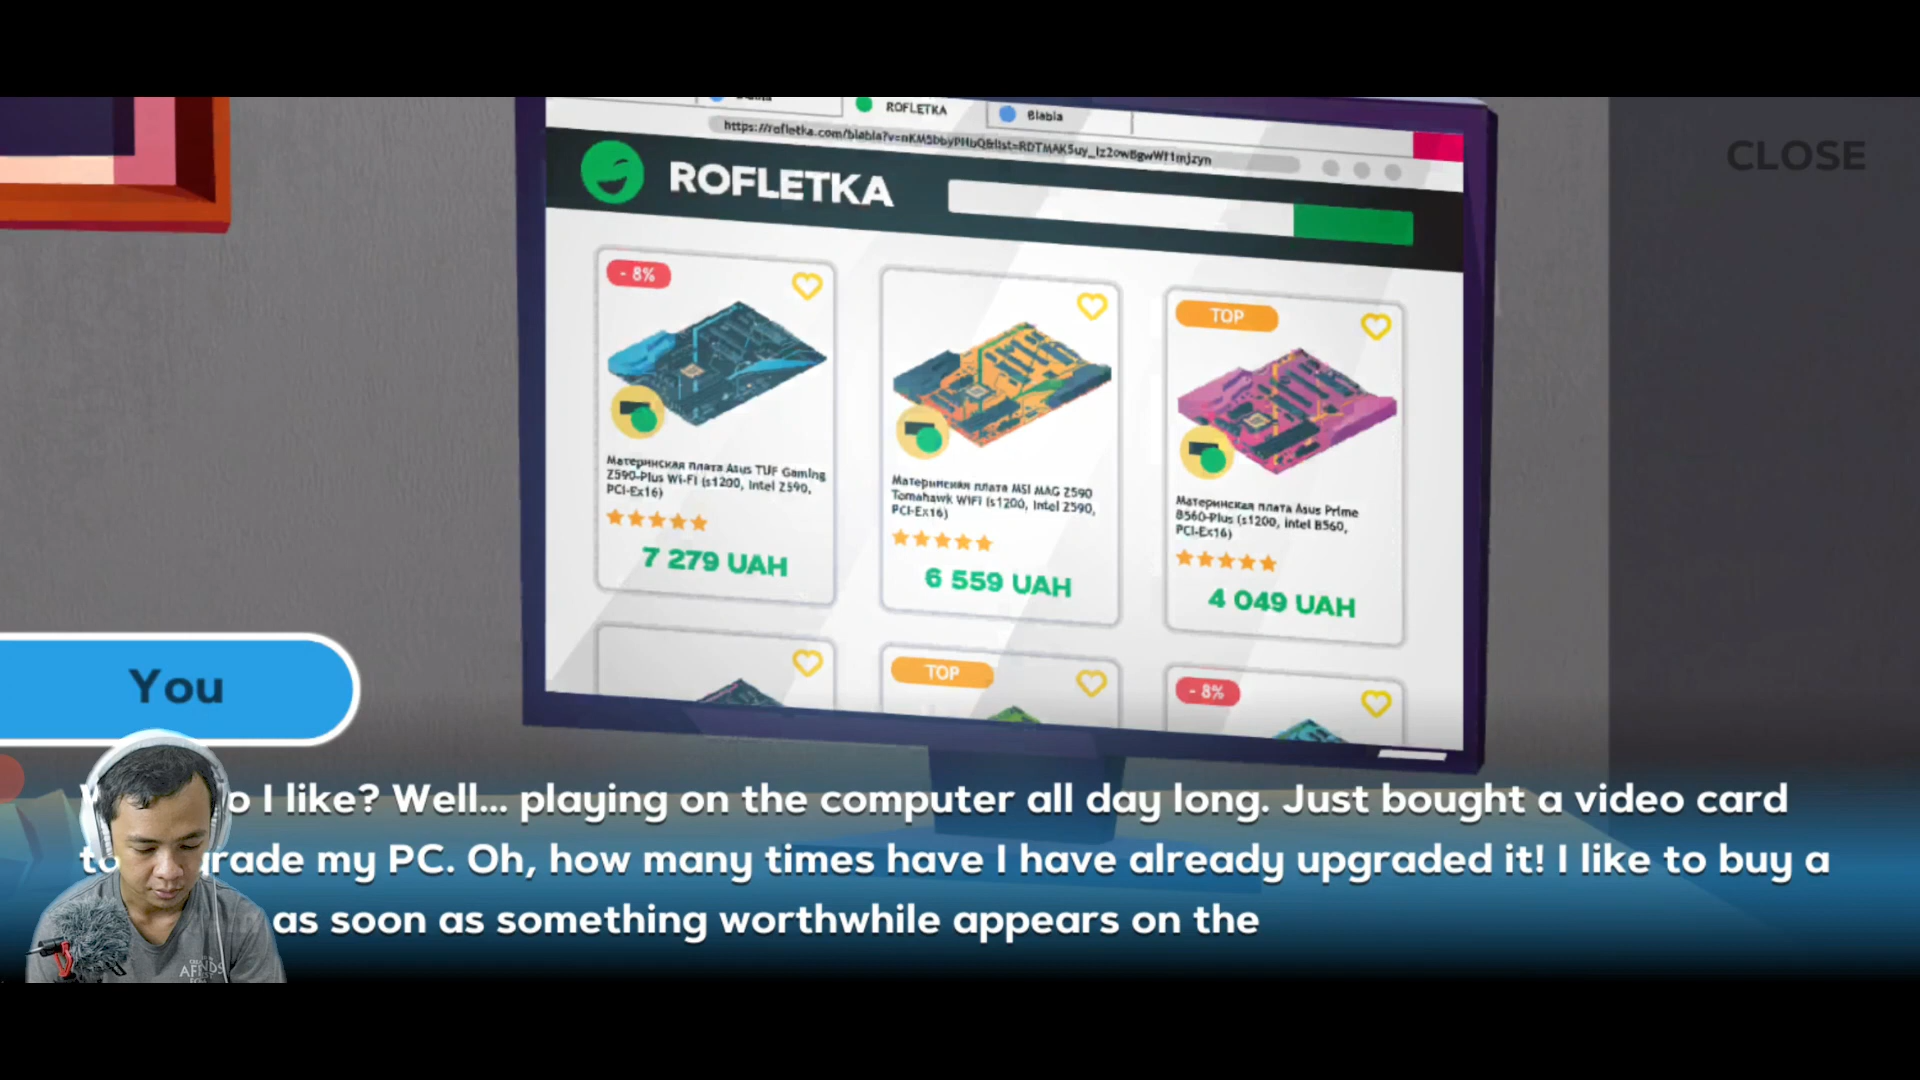 ROFLETKA
Blabla
CLOSE
ROFLETKA
- 8%
Материнская плата Asus TUF Gaming
Z590-Plus Wi-Fi (s1200, Intel Z590,
PCI-Ex16)
7 279 UAH
Материнская плата MSI MAG Z590
Tomahawk WIFI (s1200, Intel Z590,
PCI-Ex16)
6 559 UAH
TOP
Материнская плата Asus Prime
B560-Plus (s1200, Intel B560,
PCI-Ex16)
4 049 UAH
TOP
- 8%
You
I like? Well... playing on the computer all day long. Just bought a video card
my PC. Oh, how many times have I have already upgraded it! I like to buy a
as soon as something worthwhile appears on the